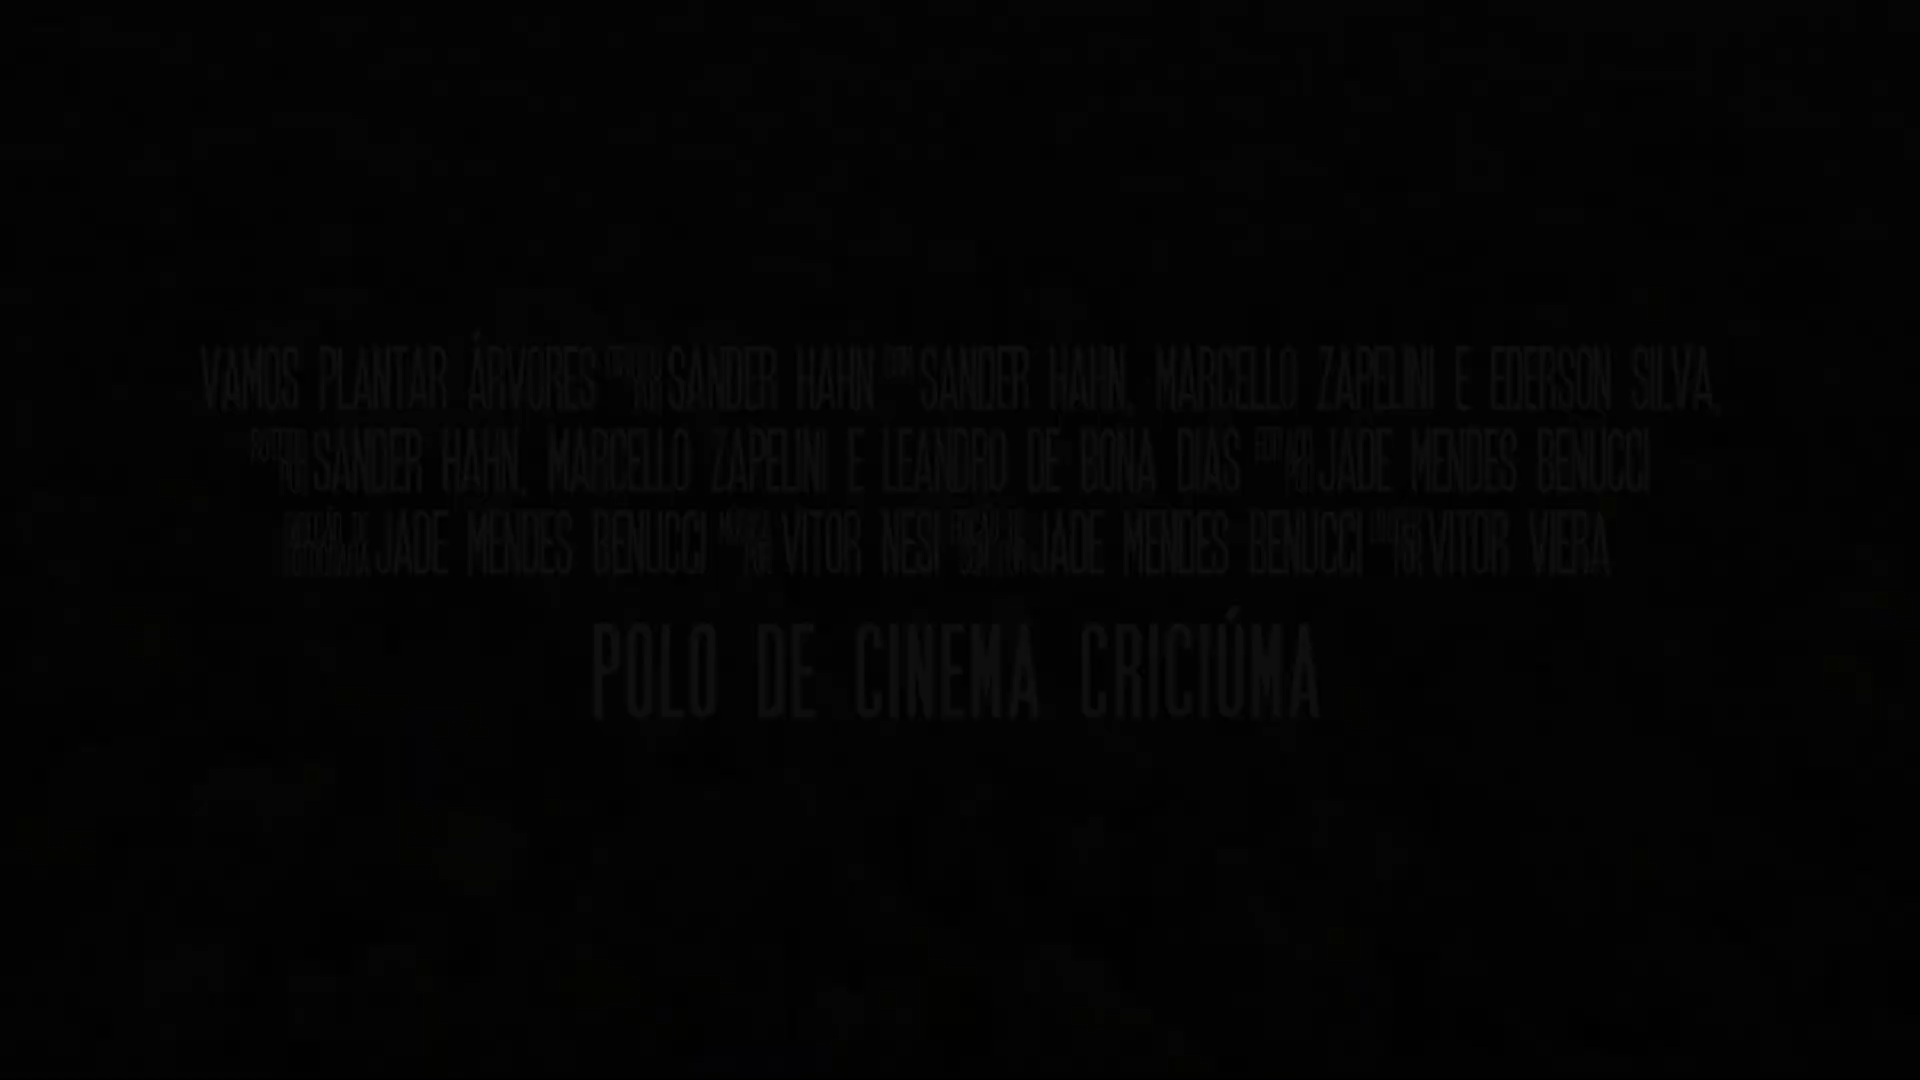 VAMOS PLANTAR ÁRVORES SANDER HAHN SANDER HAHN, MARCELLO ZAPELINI E EDERSON SILVA,
SANDER HAHN, MARCELLO ZAPELINI E LEANDRO DE BONA DIAS JADE MENDES BENUCCI
JADE MENDES BENUCCI VITOR NESI JADE MENDES BENUCCI VITOR VIERA
POLO DE CINEMA CRICIÚMA